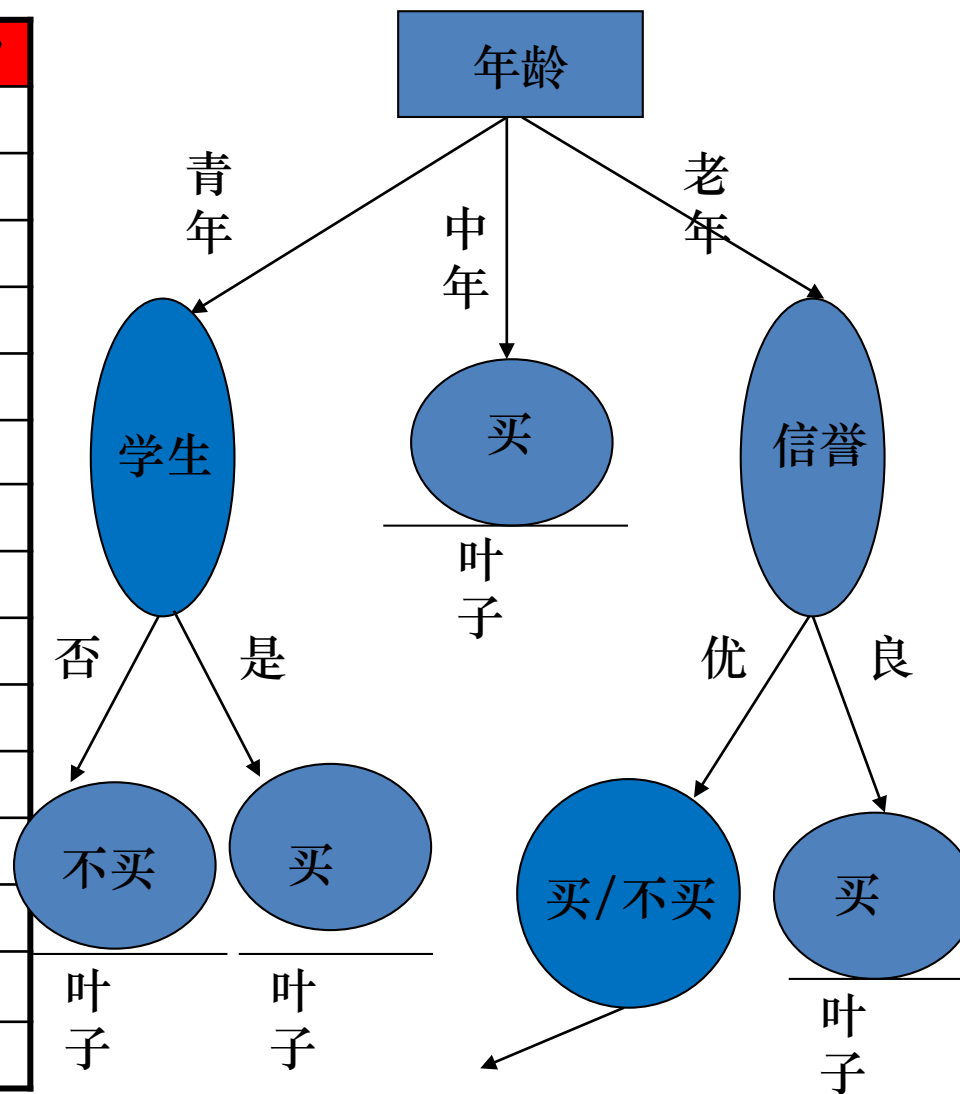 年龄
青
年
中
年
老
年
学生
买
信誉
叶
子
否
是
优
良
不买
买
买/不买
买
叶
子
叶
子
叶
子